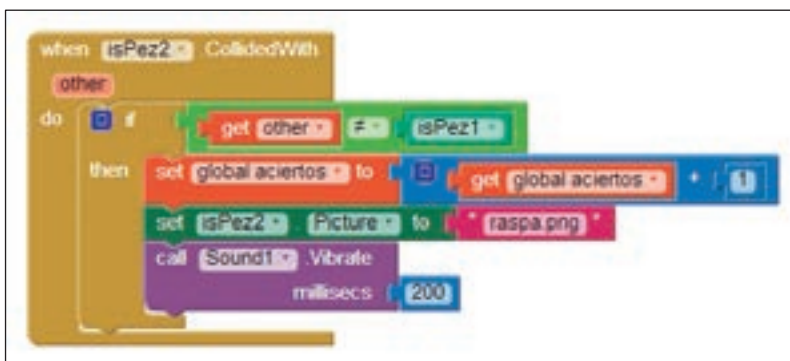 when isPez2 .CollidedWith
other
do if get other ≠ isPez1
then set global aciertos to get global aciertos + 1
set isPez2 . Picture to " raspa.png "
call Sound1 .Vibrate
millisecs 200